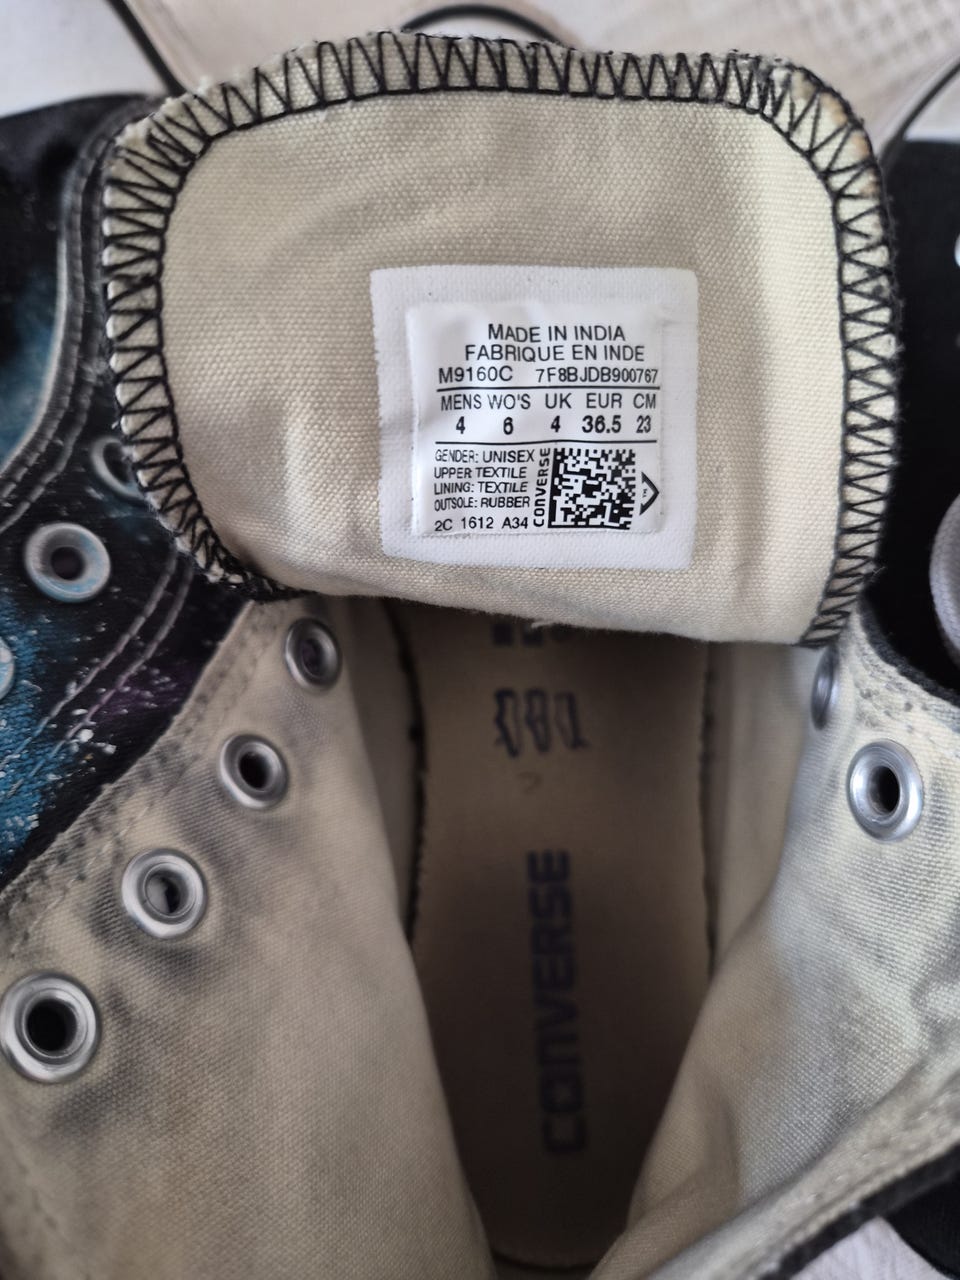 MADE IN INDIA
FABRIQUE EN INDE
M9160C 7F8BJDB900767
MENS WO'S UK EUR CM
4 6 4 36.5 23
GENDER: UNISEX
UPPER TEXTILE
LINING: TEXTILE
OUTSOLE: RUBBER
2C 1612 A34
CONVERSE
CONVERSE